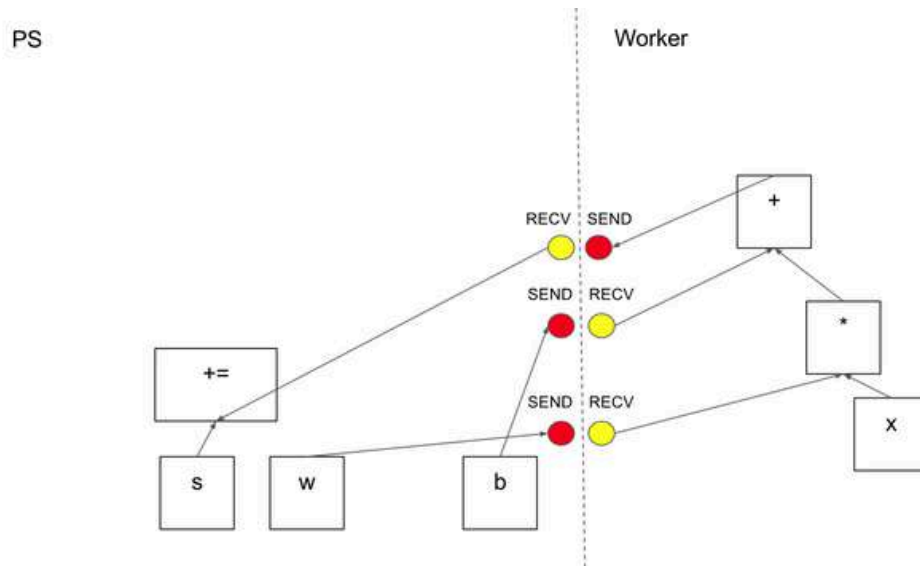 PS
Worker
+
RECV SEND
SEND RECV
*
+=
SEND RECV
x
s
w
b